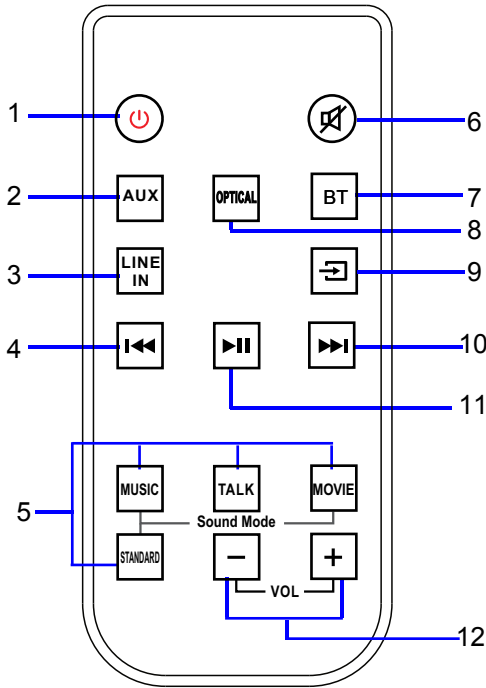 1
6
2
AUX
OPTICAL
BT
7
8
3
LINE
IN
9
4
10
11
5
MUSIC
TALK
MOVIE
Sound Mode
STANDARD
−
+
VOL
12